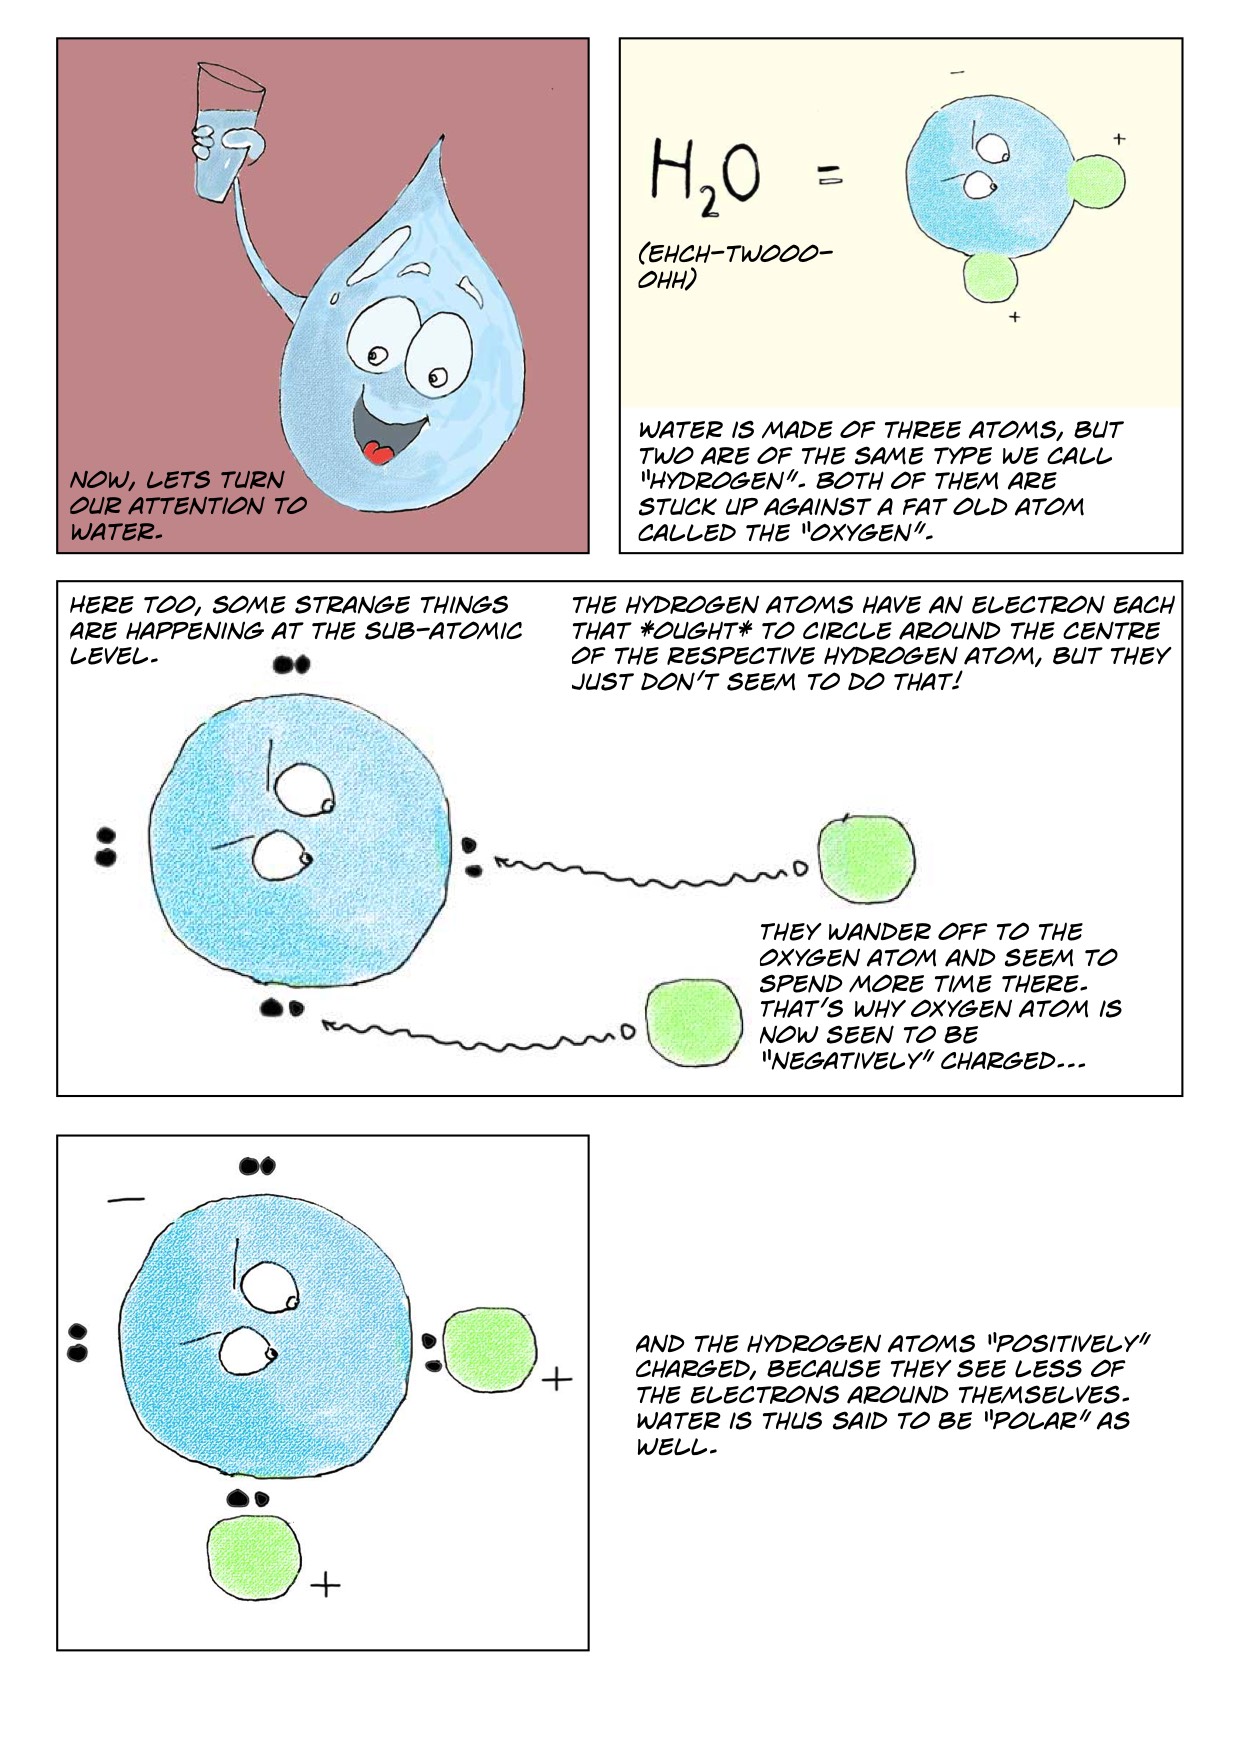 NOW, LETS TURN
OUR ATTENTION TO
WATER.
H2O =
-
+
+
(EHCH-TWOOO-
OHH)
WATER IS MADE OF THREE ATOMS, BUT
TWO ARE OF THE SAME TYPE WE CALL
"HYDROGEN". BOTH OF THEM ARE
STUCK UP AGAINST A FAT OLD ATOM
CALLED THE "OXYGEN".
HERE TOO, SOME STRANGE THINGS
ARE HAPPENING AT THE SUB-ATOMIC
LEVEL.
THE HYDROGEN ATOMS HAVE AN ELECTRON EACH
THAT *OUGHT* TO CIRCLE AROUND THE CENTRE
OF THE RESPECTIVE HYDROGEN ATOM, BUT THEY
JUST DON'T SEEM TO DO THAT!
THEY WANDER OFF TO THE
OXYGEN ATOM AND SEEM TO
SPEND MORE TIME THERE.
THAT'S WHY OXYGEN ATOM IS
NOW SEEN TO BE
"NEGATIVELY" CHARGED...
-
+
+
AND THE HYDROGEN ATOMS "POSITIVELY"
CHARGED, BECAUSE THEY SEE LESS OF
THE ELECTRONS AROUND THEMSELVES.
WATER IS THUS SAID TO BE "POLAR" AS
WELL.